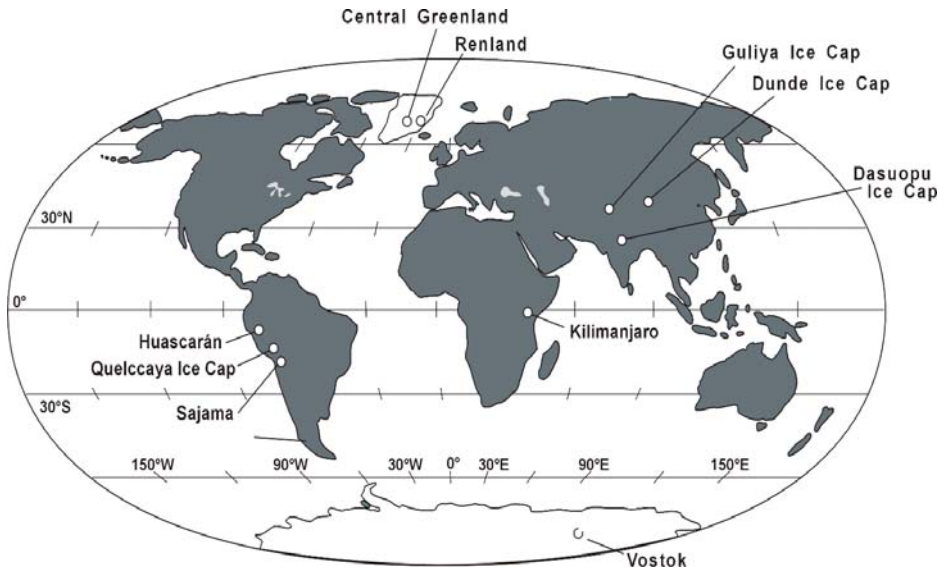 Central Greenland
Renland
Guliya Ice Cap
Dunde Ice Cap
Dasuopu
Ice Cap
30°N
0°
Kilimanjaro
Huascarán
Quelccaya Ice Cap
30°S
Sajama
150°W 90°W 30°W 0° 30°E 90°E 150°E
Vostok